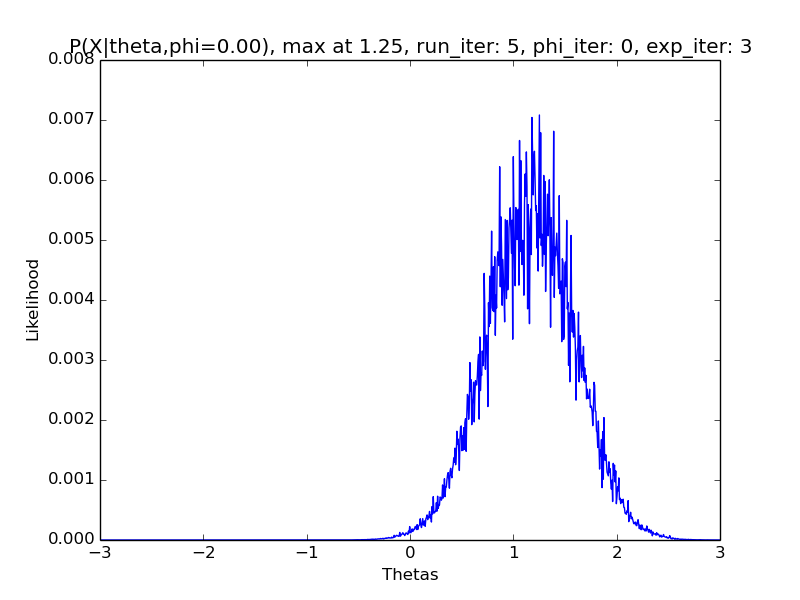 P(X|theta,phi=0.00), max at 1.25, run_iter: 5, phi_iter: 0, exp_iter: 3
0.008
0.007
0.006
0.005
0.004
0.003
0.002
0.001
0.000
Likelihood
−3 −2 −1 0 1 2 3
Thetas